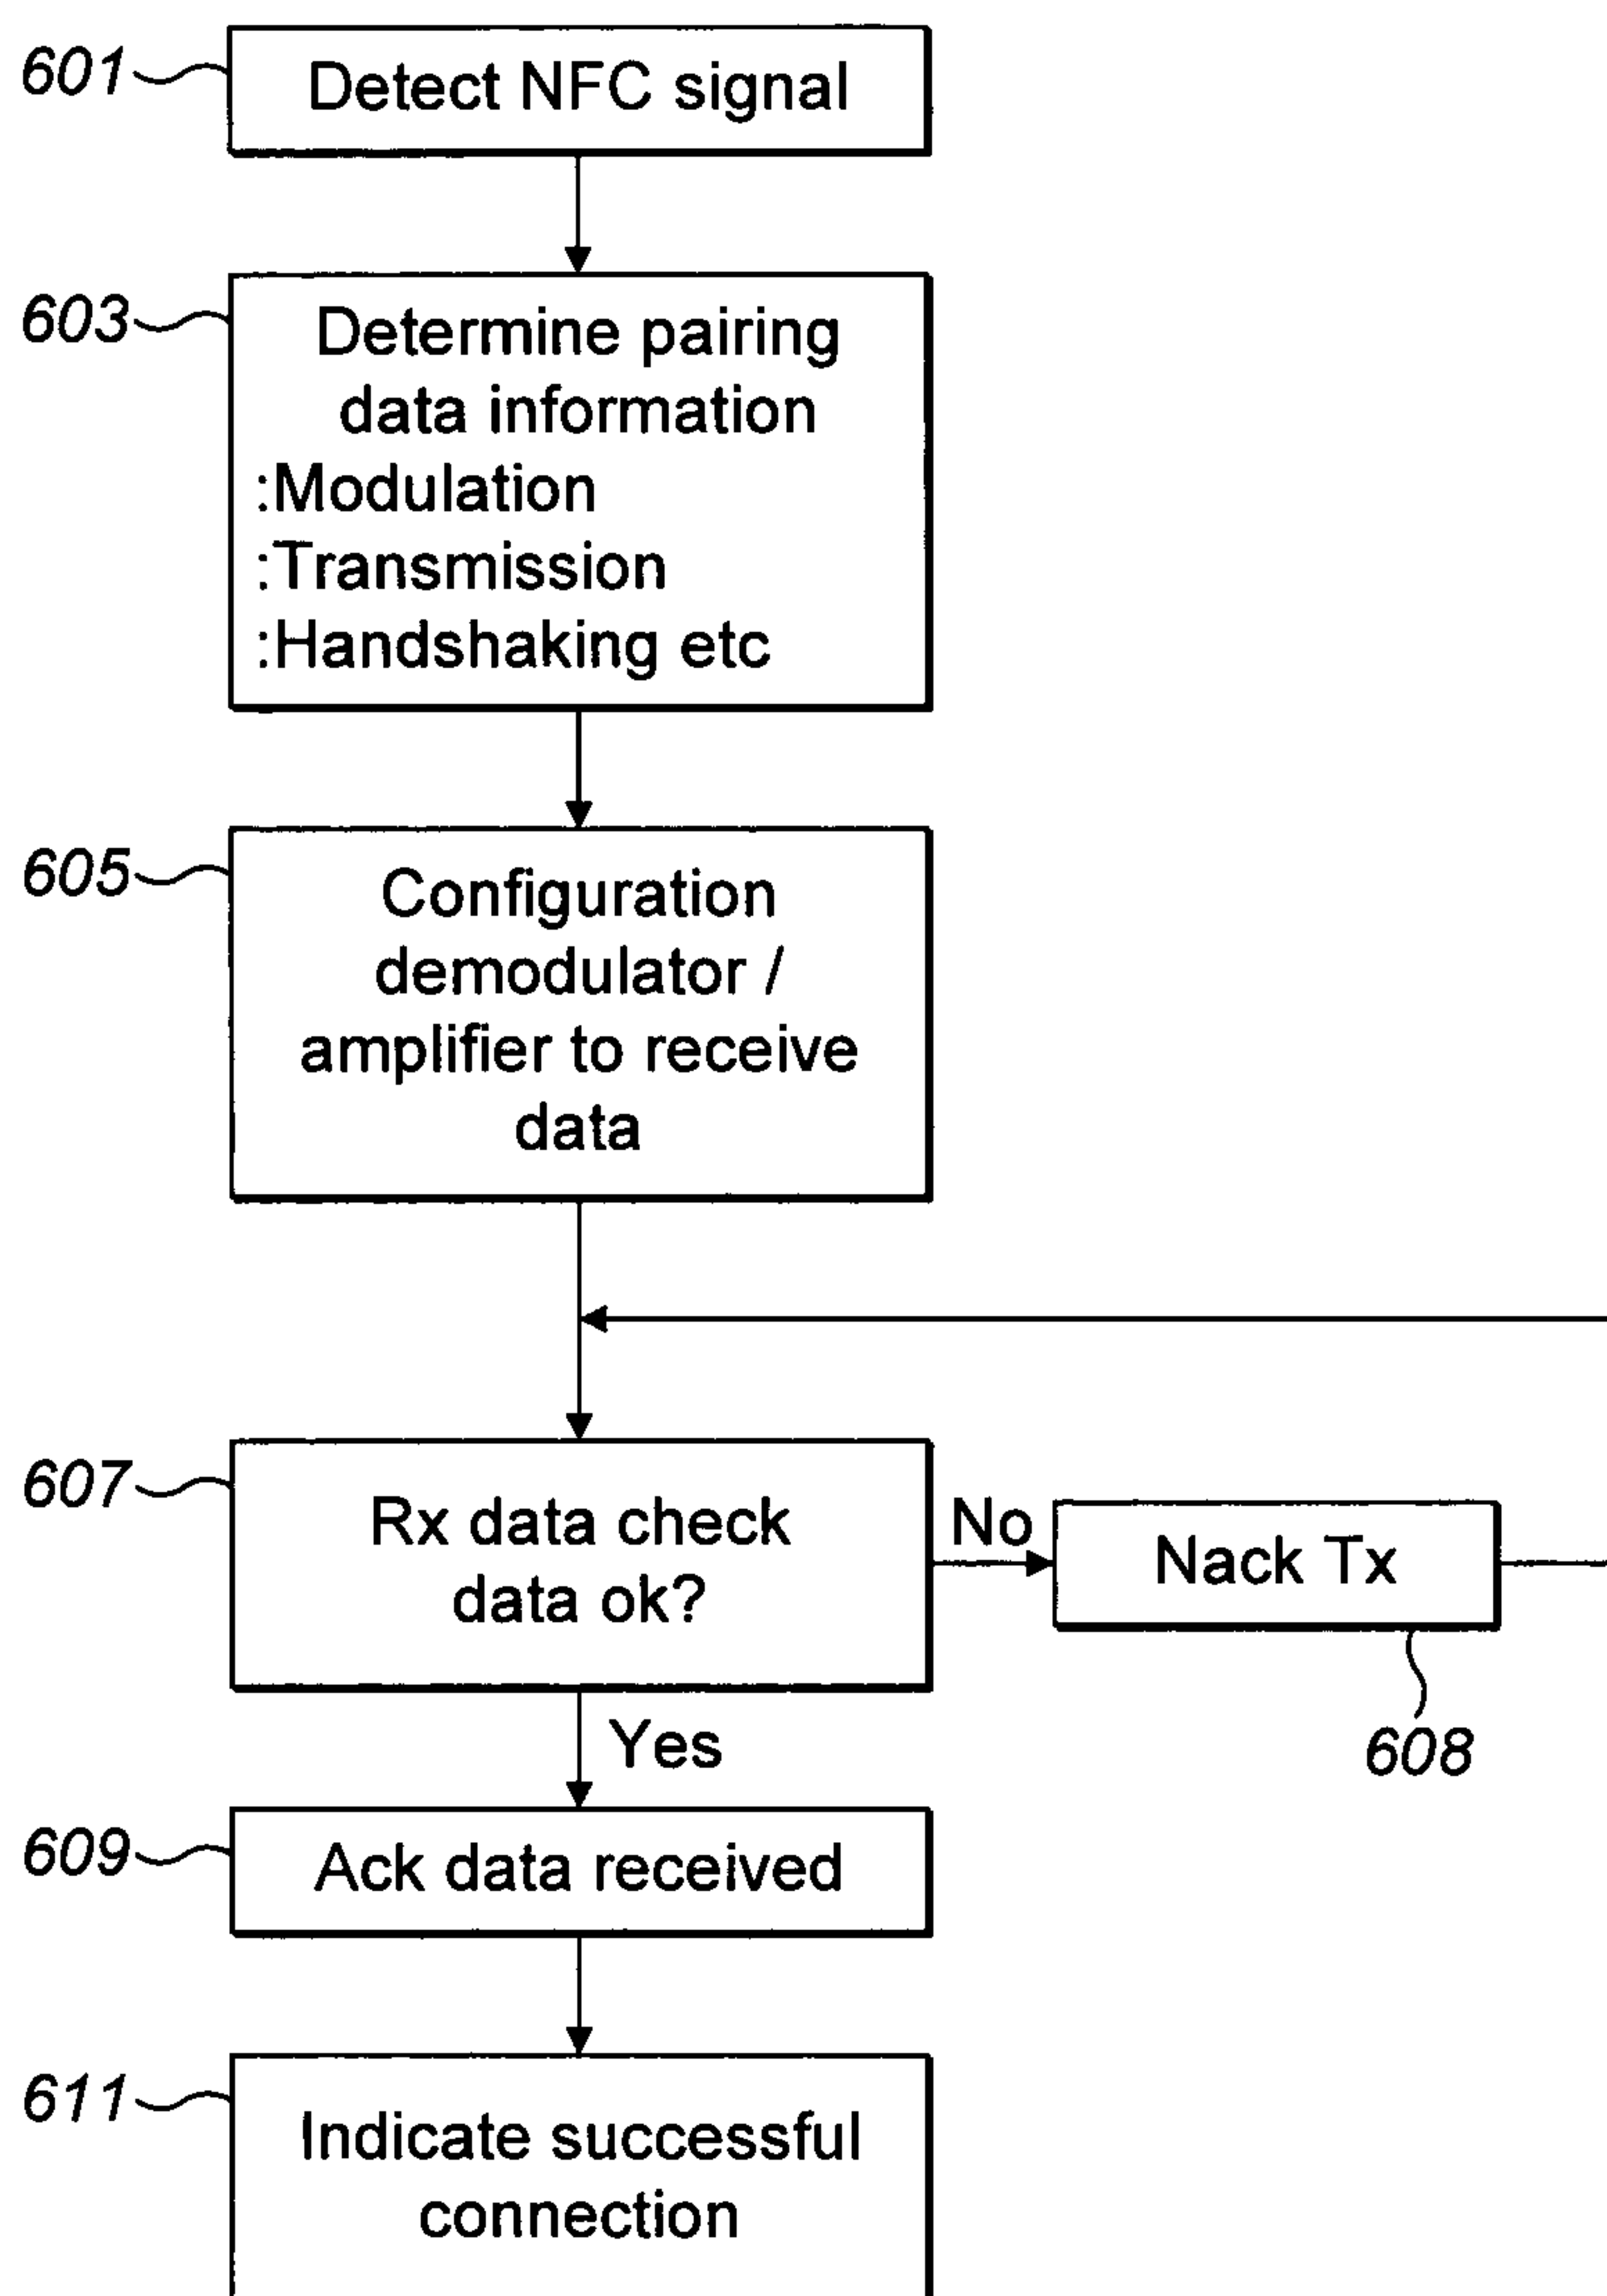 601
Detect NFC signal
603
Determine pairing
data information
:Modulation
:Transmission
:Handshaking etc
605
Configuration
demodulator /
amplifier to receive
data
607
Rx data check
data ok?
No
Nack Tx
608
Yes
609
Ack data received
611
Indicate successful
connection